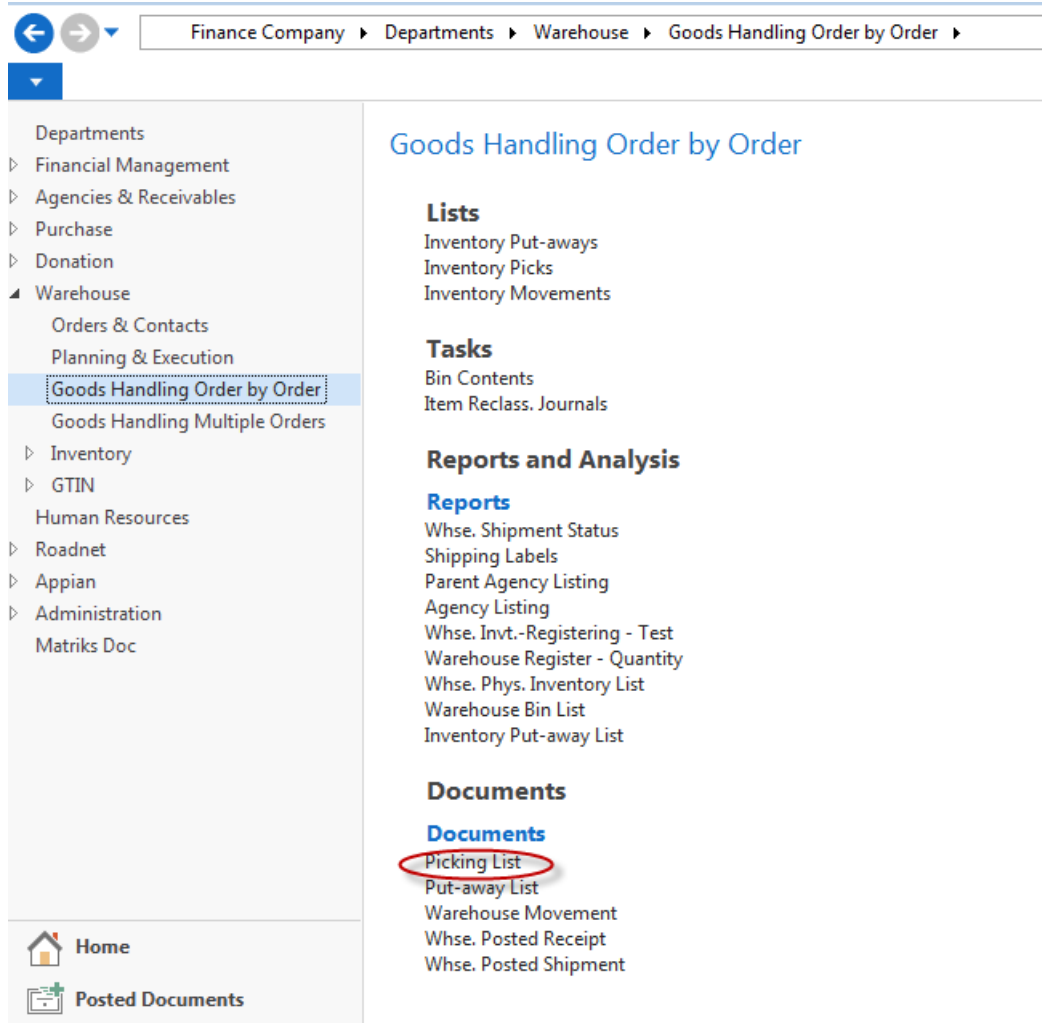 Finance Company Departments Warehouse Goods Handling Order by Order
Departments
Financial Management
Agencies & Receivables
Purchase
Donation
Warehouse
Orders & Contacts
Planning & Execution
Goods Handling Order by Order
Goods Handling Multiple Orders
Inventory
GTIN
Human Resources
Roadnet
Appian
Administration
Matriks Doc
Home
Posted Documents
Goods Handling Order by Order
Lists
Inventory Put-aways
Inventory Picks
Inventory Movements
Tasks
Bin Contents
Item Reclass. Journals
Reports and Analysis
Reports
Whse. Shipment Status
Shipping Labels
Parent Agency Listing
Agency Listing
Whse. Invt.-Registering - Test
Warehouse Register - Quantity
Whse. Phys. Inventory List
Warehouse Bin List
Inventory Put-away List
Documents
Documents
Picking List
Put-away List
Warehouse Movement
Whse. Posted Receipt
Whse. Posted Shipment